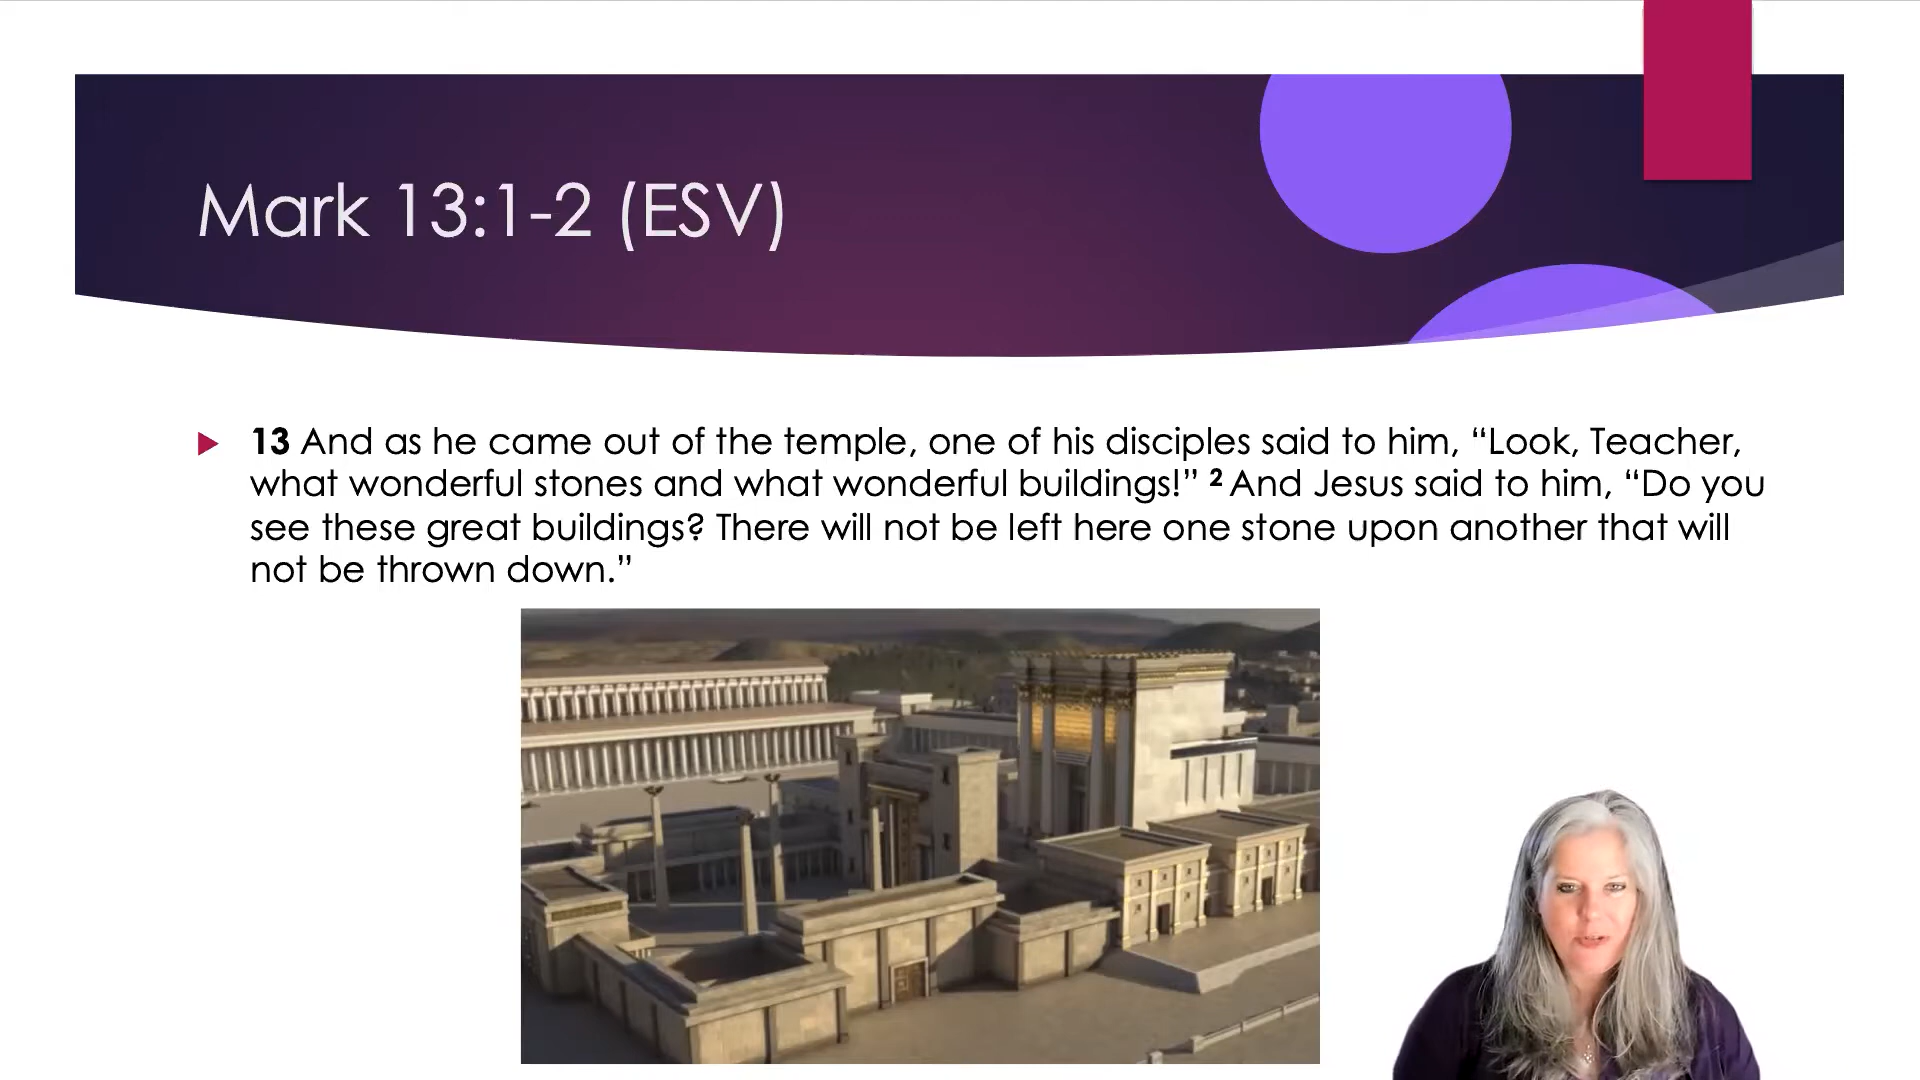 Mark 13:1-2 (ESV)
13 And as he came out of the temple, one of his disciples said to him, “Look, Teacher,
what wonderful stones and what wonderful buildings!” 2 And Jesus said to him, “Do you
see these great buildings? There will not be left here one stone upon another that will
not be thrown down.”